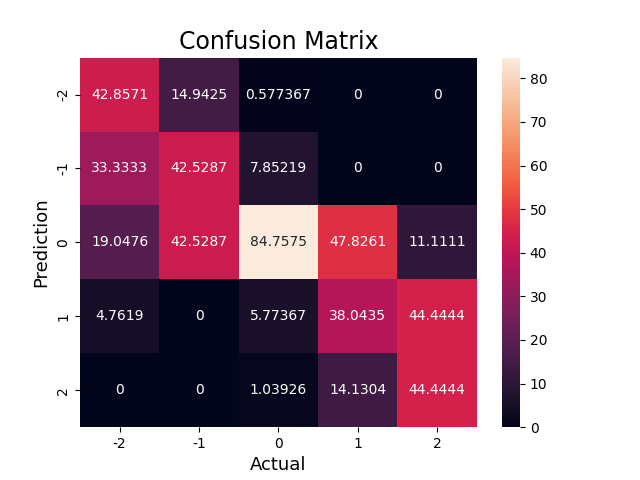 Confusion Matrix
Prediction
-2 42.8571 14.9425 0.577367 0 0
-1 33.3333 42.5287 7.85219 0 0
0 19.0476 42.5287 84.7575 47.8261 11.1111
1 4.7619 0 5.77367 38.0435 44.4444
2 0 0 1.03926 14.1304 44.4444
-2 -1 0 1 2
Actual
80
70
60
50
40
30
20
10
0